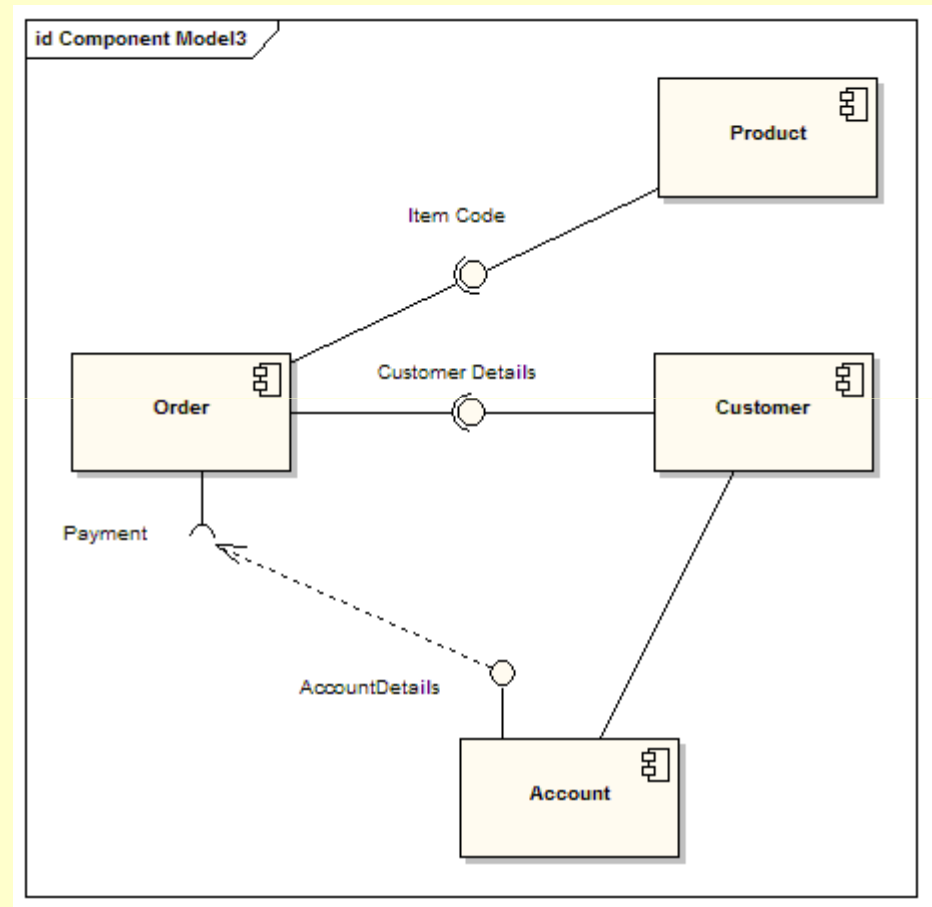 id Component Model3
Product
Item Code
Customer Details
Order
Customer
Payment
AccountDetails
Account